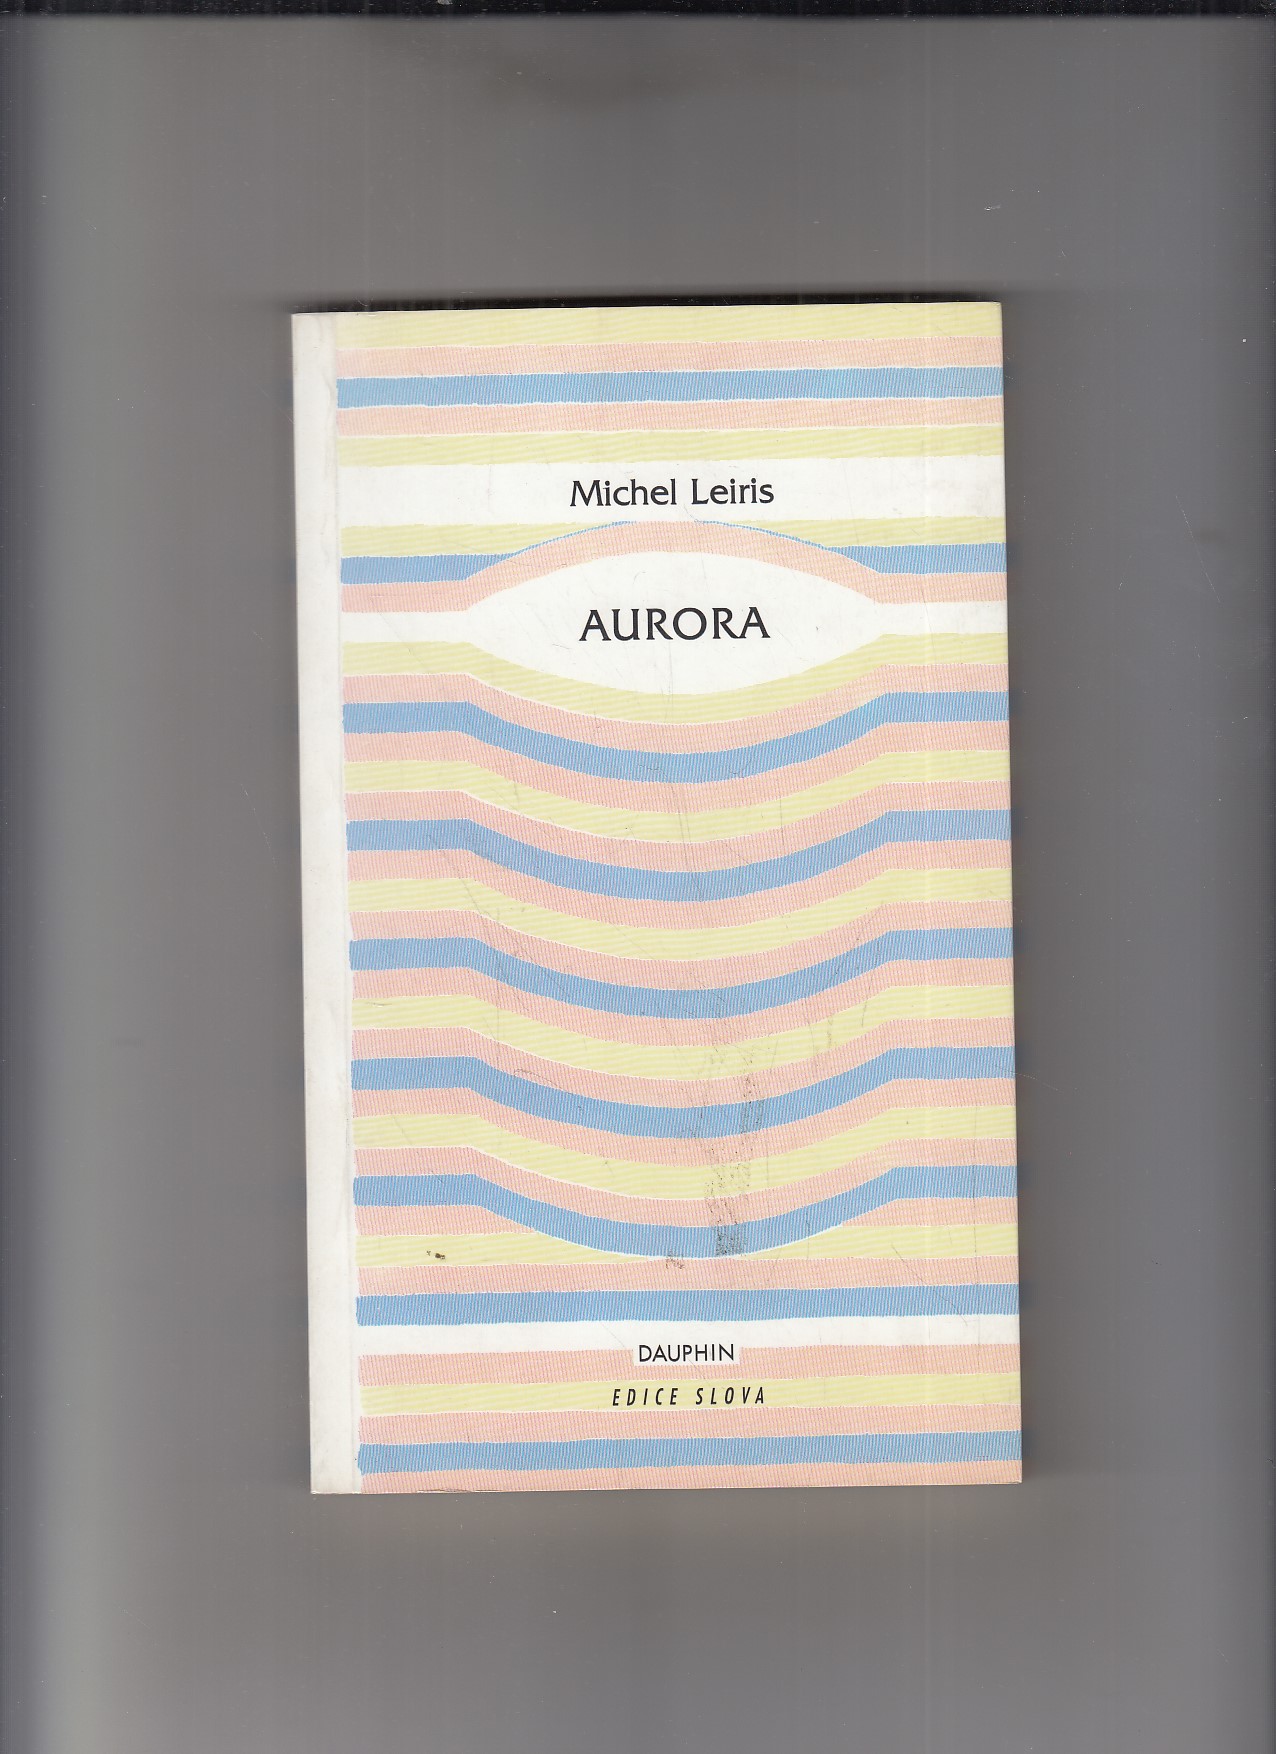 Michel Leiris
AURORA
DAUPHIN
EDICE SLOVA